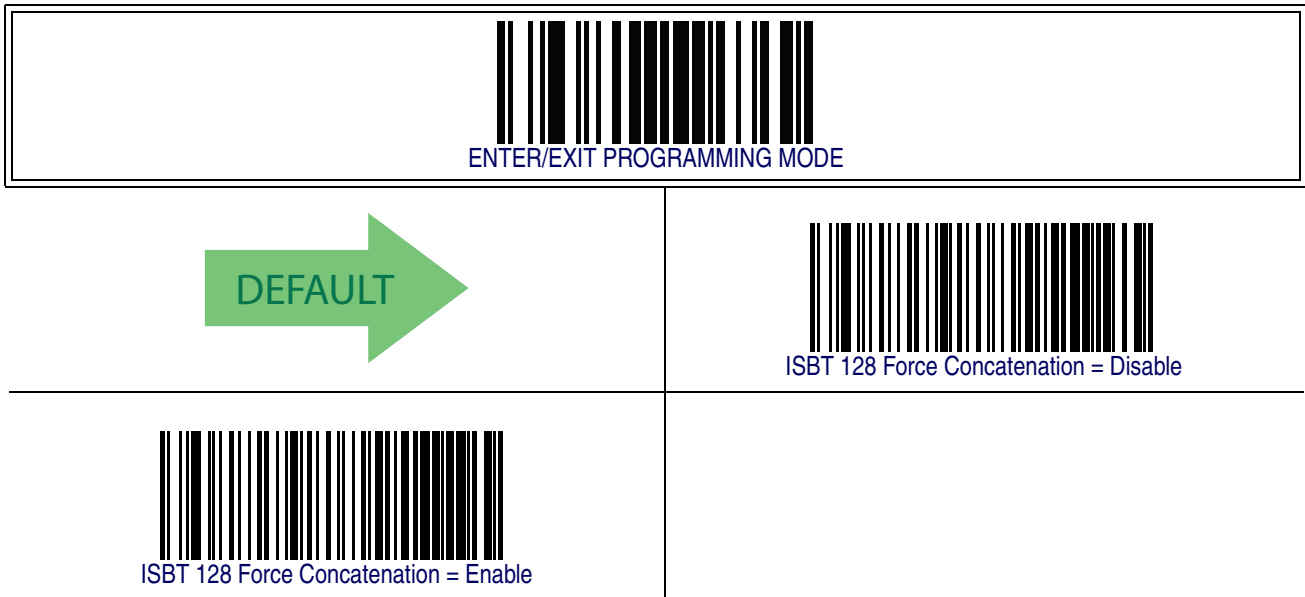 ENTER/EXIT PROGRAMMING MODE
DEFAULT
ISBT 128 Force Concatenation = Disable
ISBT 128 Force Concatenation = Enable